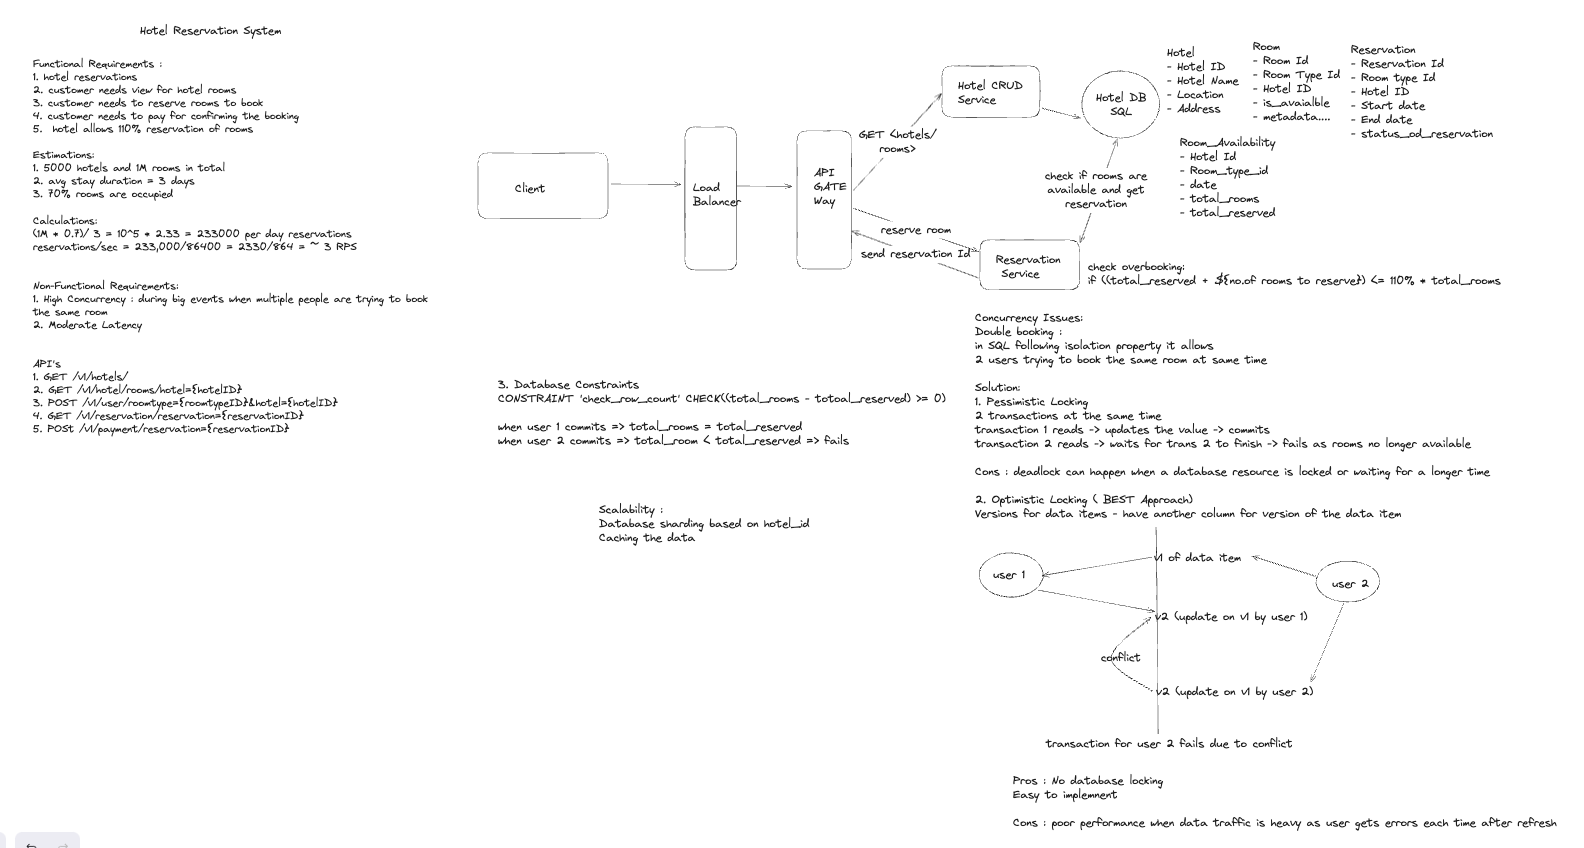 Hotel Reservation System
Functional Requirements :
1. hotel reservations
2. customer needs view for hotel rooms
3. customer needs to reserve rooms to book
4. customer needs to pay for confirming the booking
5. hotel allows 110% reservation of rooms
Estimations:
1. 5000 hotels and 1M rooms in total
2. avg stay duration = 3 days
3. 70% rooms are occupied
Calculations:
(1M * 0.7)/ 3 = 10^5 * 2.33 = 233000 per day reservations
reservations/sec = 233,000/86400 = 2330/864 = ~ 3 RPS
Non-Functional Requirements:
1. High Concurrency : during big events when multiple people are trying to book
the same room
2. Moderate Latency
API's
1. GET /v1/hotels/
2. GET /v1/hotel/rooms/hotel={hotelID}
3. POST /v1/user/roomtype={roomtypeID}&hotel={hotelID}
4. GET /v1/reservation/reservation={reservationID}
5. POST /v1/payment/reservation={reservationID}
Client
Load
Balancer
API
GATE
Way
GET <hotels/
rooms>
reserve room
send reservation Id
Hotel CRUD
Service
Hotel DB
SQL
check if rooms are
available and get
reservation
Reservation
Service
Hotel
- Hotel ID
- Hotel Name
- Location
- Address
Room
- Room Id
- Room Type Id
- Hotel ID
- is_avaialble
- metadata....
Reservation
- Reservation Id
- Room type Id
- Hotel ID
- Start date
- End date
- status_od_reservation
Room_Availability
- Hotel Id
- Room_type_id
- date
- total_rooms
- total_reserved
check overbooking:
if ((total_reserved + ${no.of rooms to reserve}) <= 110% * total_rooms
Concurrency Issues:
Double booking :
in SQL following isolation property it allows
2 users trying to book the same room at same time
Solution:
1. Pessimistic Locking
2 transactions at the same time
transaction 1 reads -> updates the value -> commits
transaction 2 reads -> waits for trans 2 to finish -> fails as rooms no longer available
Cons : deadlock can happen when a database resource is locked or waiting for a longer time
2. Optimistic Locking ( BEST Approach)
Versions for data items - have another column for version of the data item
user 1
v1 of data item
user 2
v2 (update on v1 by user 1)
conflict
v2 (update on v1 by user 2)
transaction for user 2 fails due to conflict
Pros : No database locking
Easy to implemnent
Cons : poor performance when data traffic is heavy as user gets errors each time after refresh
3. Database Constraints
CONSTRAINT 'check_row_count' CHECK((total_rooms - totoal_reserved) >= 0)
when user 1 commits => total_rooms = total_reserved
when user 2 commits => total_room < total_reserved => fails
Scalability :
Database sharding based on hotel_id
Caching the data